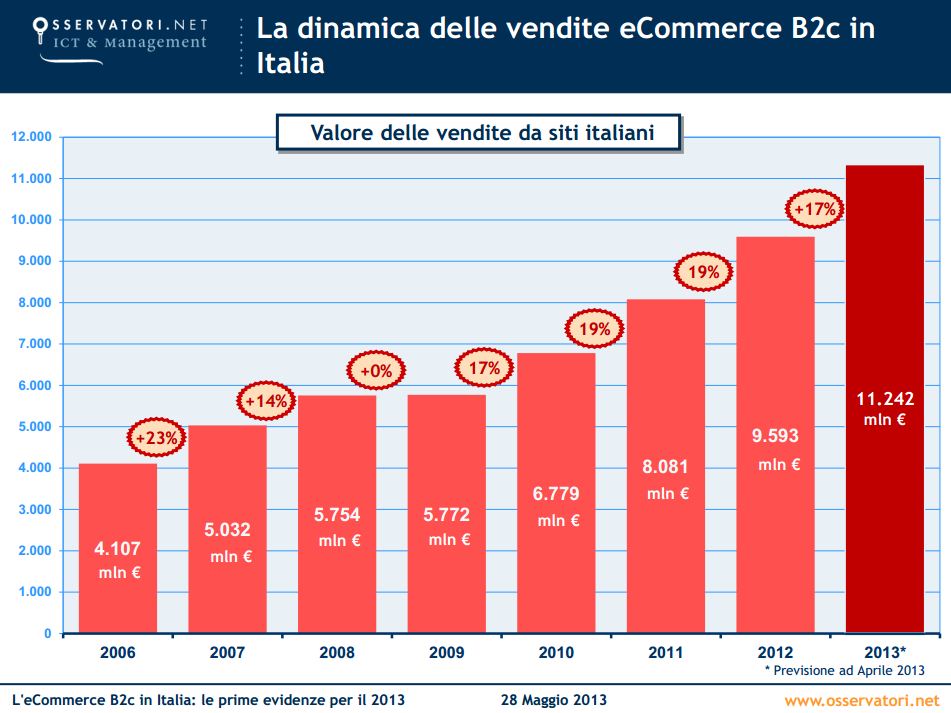 OSSERVATORI.NET
ICT & Management
La dinamica delle vendite eCommerce B2c in
Italia
Valore delle vendite da siti italiani
12.000
11.000
10.000
9.000
8.000
7.000
6.000
5.000
4.000
3.000
2.000
1.000
0
+23%
+14%
+0%
17%
19%
19%
+17%
4.107
mln €
5.032
mln €
5.754
mln €
5.772
mln €
6.779
mln €
8.081
mln €
9.593
mln €
11.242
mln €
2006 2007 2008 2009 2010 2011 2012 2013*
* Previsione ad Aprile 2013
L'eCommerce B2c in Italia: le prime evidenze per il 2013 28 Maggio 2013 www.osservatori.net